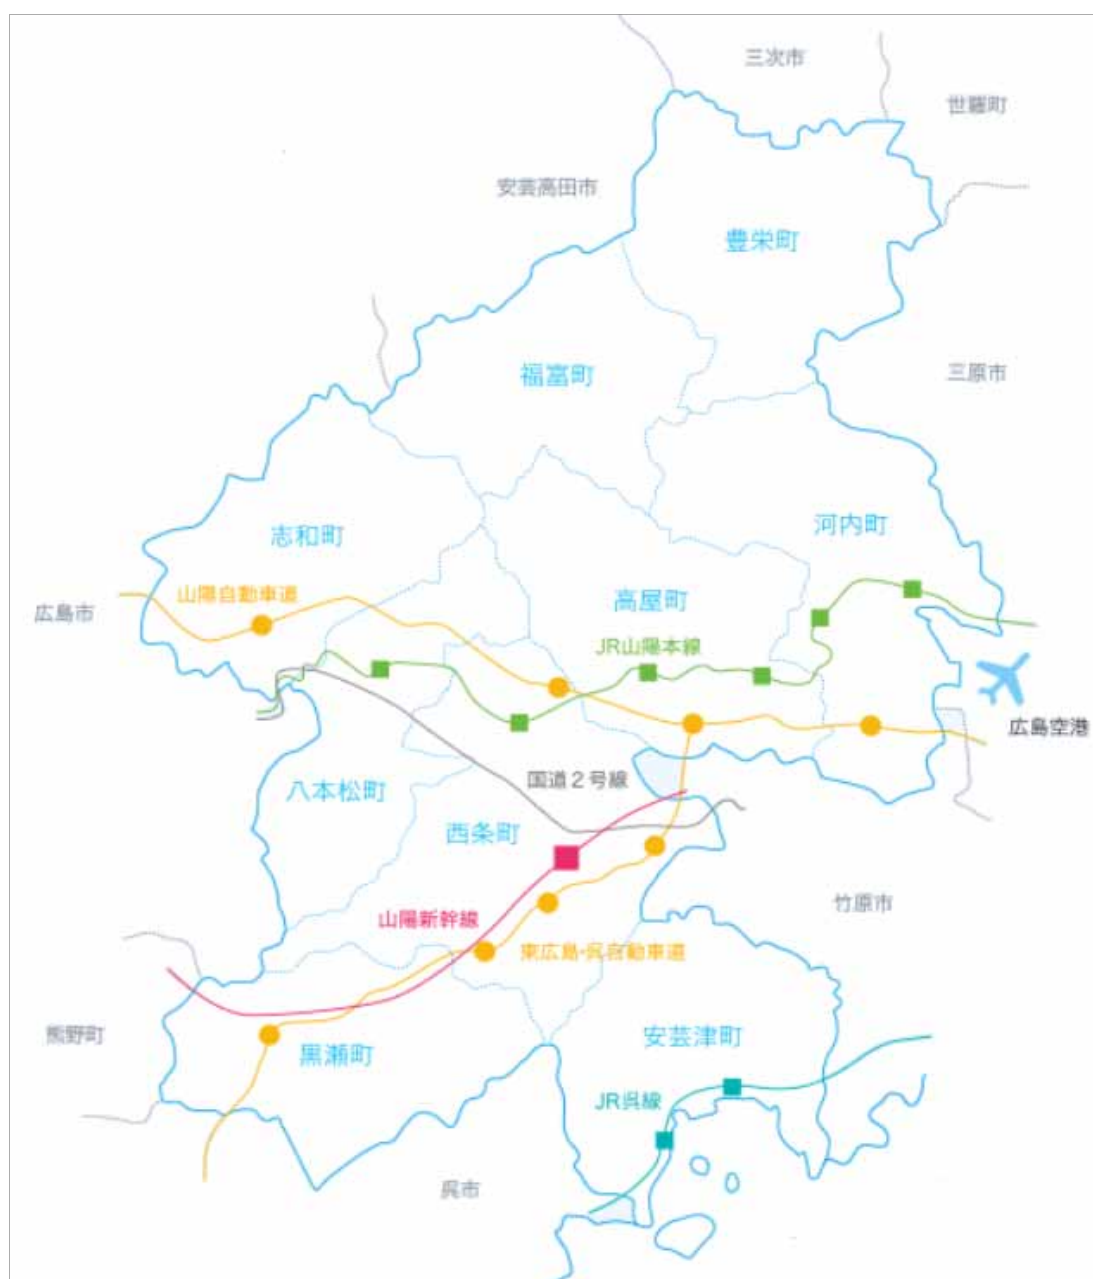 三次市
世羅町
安芸高田市
豊栄町
福富町
三原市
志和町
河内町
山陽自動車道
広島市
高屋町
JR山陽本線
広島空港
国道2号線
八本松町
西条町
竹原市
山陽新幹線
東広島・呉自動車道
熊野町
黒瀬町
安芸津町
JR呉線
呉市